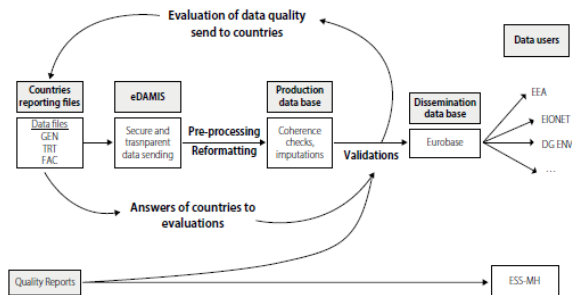 Evaluation of data quality
send to countries
Data users
Countries
reporting files
eDAMIS
Production
data base
Dissemination
data base
Data files
GEN
TRT
FAC
Secure and
trasnparent
data sending
Pre-processing
Reformatting
Coherence
checks,
imputations
Validations
Eurobase
EEA
EIONET
DG ENV
...
Answers of countries to
evaluations
Quality Reports
ESS-MH